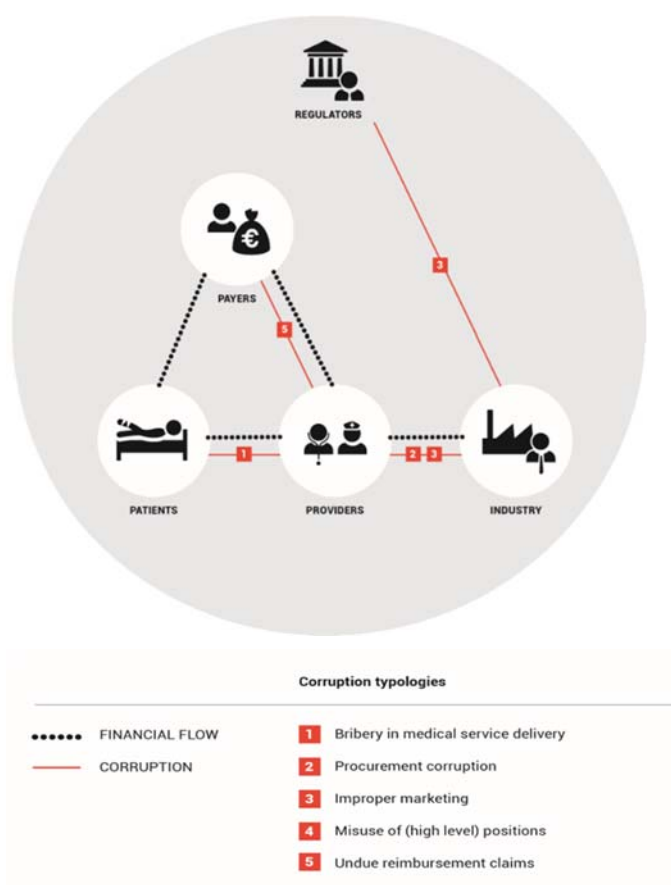 REGULATORS
3
€
PAYERS
5
1
2 3
PATIENTS
PROVIDERS
INDUSTRY
Corruption typologies
FINANCIAL FLOW
CORRUPTION
1 Bribery in medical service delivery
2 Procurement corruption
3 Improper marketing
4 Misuse of (high level) positions
5 Undue reimbursement claims